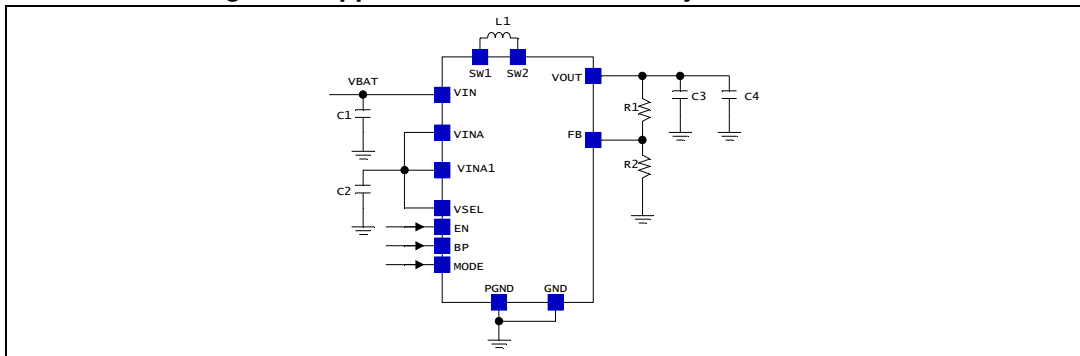 L1
SW1 SW2
VOUT
VBAT
VIN
C1
R1
C3
C4
VINA
FB
VINA1
R2
C2
VSEL
EN
BP
MODE
PGND
GND